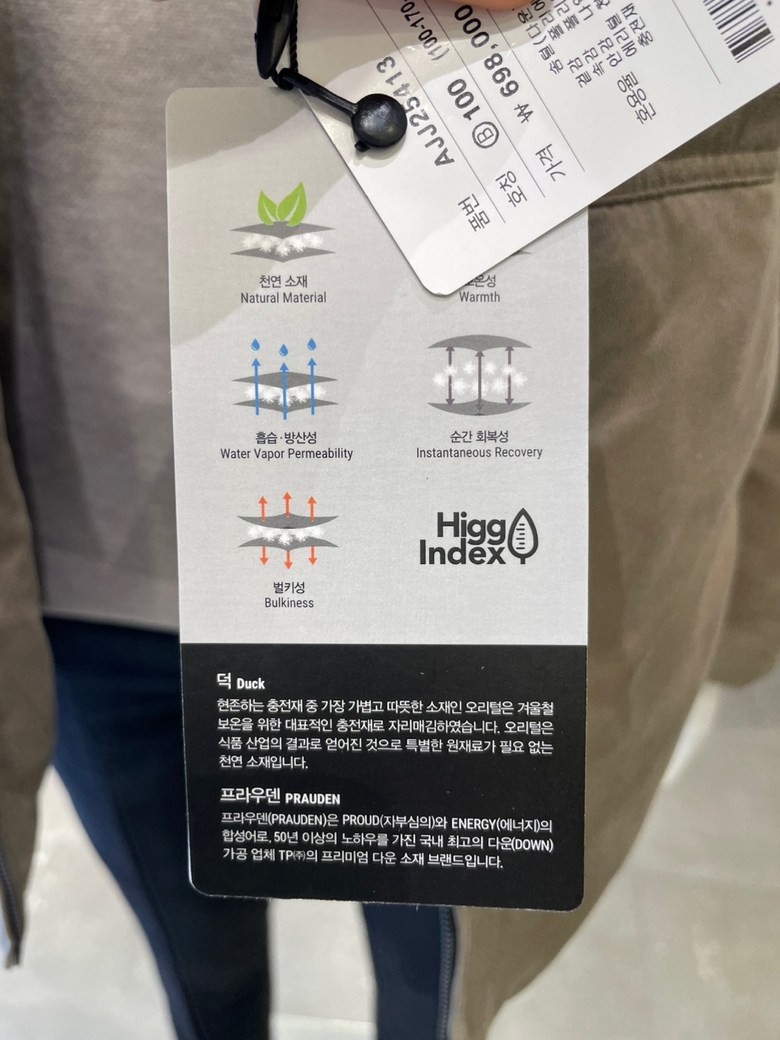 AJJ25413
품번
Ⓑ 100 (100-170-
호칭
₩ 698,000
가격
천연 소재
Natural Material
온성
Warmth
흡습·방산성
Water Vapor Permeability
순간 회복성
Instantaneous Recovery
벌키성
Bulkiness
Higg
Index
덕 Duck
현존하는 충전재 중 가장 가볍고 따뜻한 소재인 오리털은 겨울철
보온을 위한 대표적인 충전재로 자리매김하였습니다. 오리털은
식품 산업의 결과로 얻어진 것으로 특별한 원재료가 필요 없는
천연 소재입니다.
프라우덴 PRAUDEN
프라우덴(PRAUDEN)은 PROUD(자부심의)와 ENERGY(에너지)의
합성어로, 50년 이상의 노하우를 가진 국내 최고의 다운(DOWN)
가공 업체 TP㈜의 프리미엄 다운 소재 브랜드입니다.